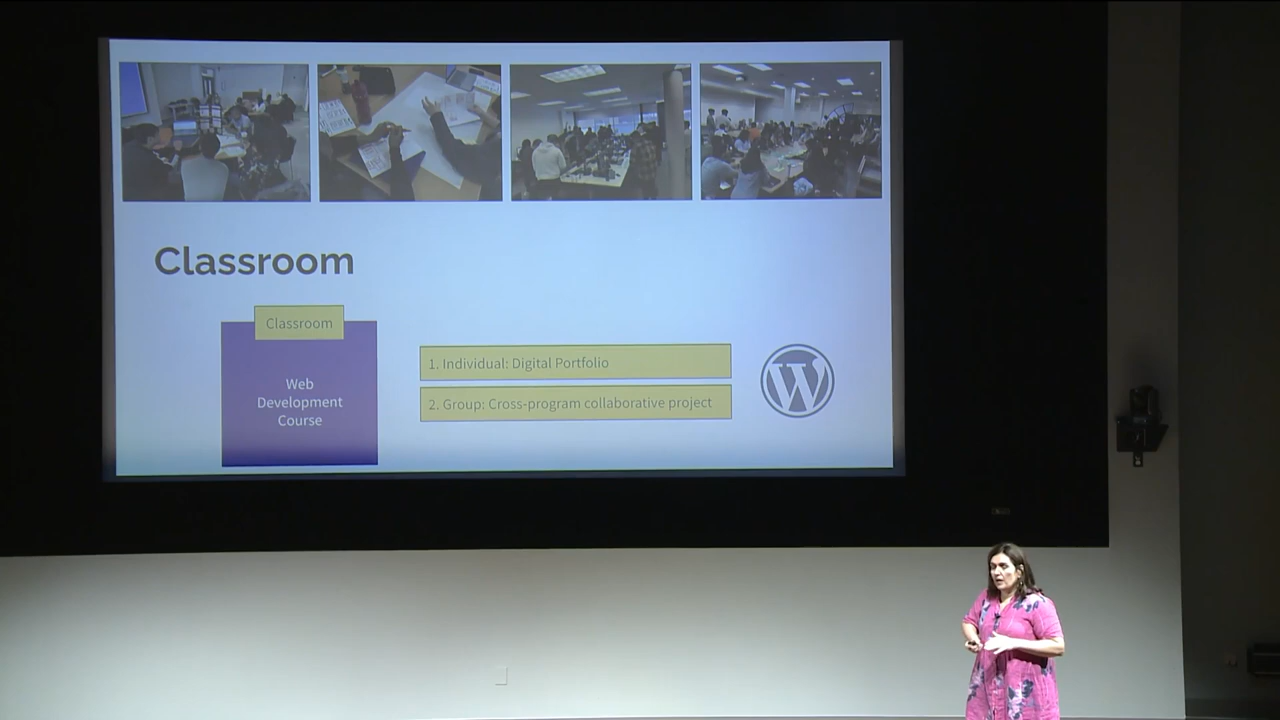 Classroom
Classroom
Web
Development
Course
1. Individual: Digital Portfolio
2. Group: Cross-program collaborative project